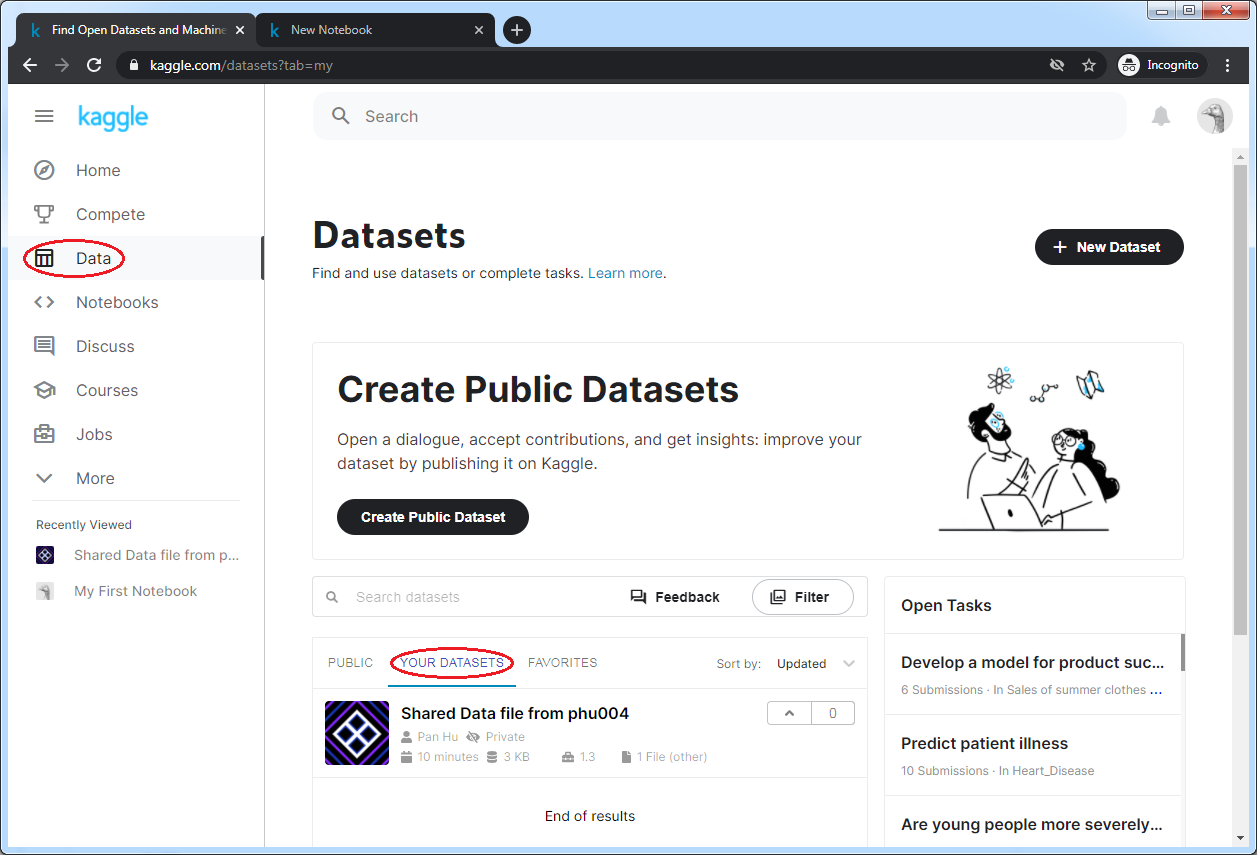 Find Open Datasets and Machine
New Notebook
kaggle.com/datasets?tab=my
Incognito
kaggle
Search
Home
Compete
Data
Notebooks
Discuss
Courses
Jobs
More
Recently Viewed
Shared Data file from p...
My First Notebook
Datasets
Find and use datasets or complete tasks. Learn more.
New Dataset
Create Public Datasets
Open a dialogue, accept contributions, and get insights: improve your
dataset by publishing it on Kaggle.
Create Public Dataset
Search datasets
Feedback
Filter
PUBLIC
YOUR DATASETS
FAVORITES
Sort by:
Updated
Shared Data file from phu004
0
Pan Hu
Private
10 minutes
3 KB
1.3
1 File (other)
End of results
Open Tasks
Develop a model for product suc...
6 Submissions · In Sales of summer clothes ...
Predict patient illness
10 Submissions · In Heart_Disease
Are young people more severely...